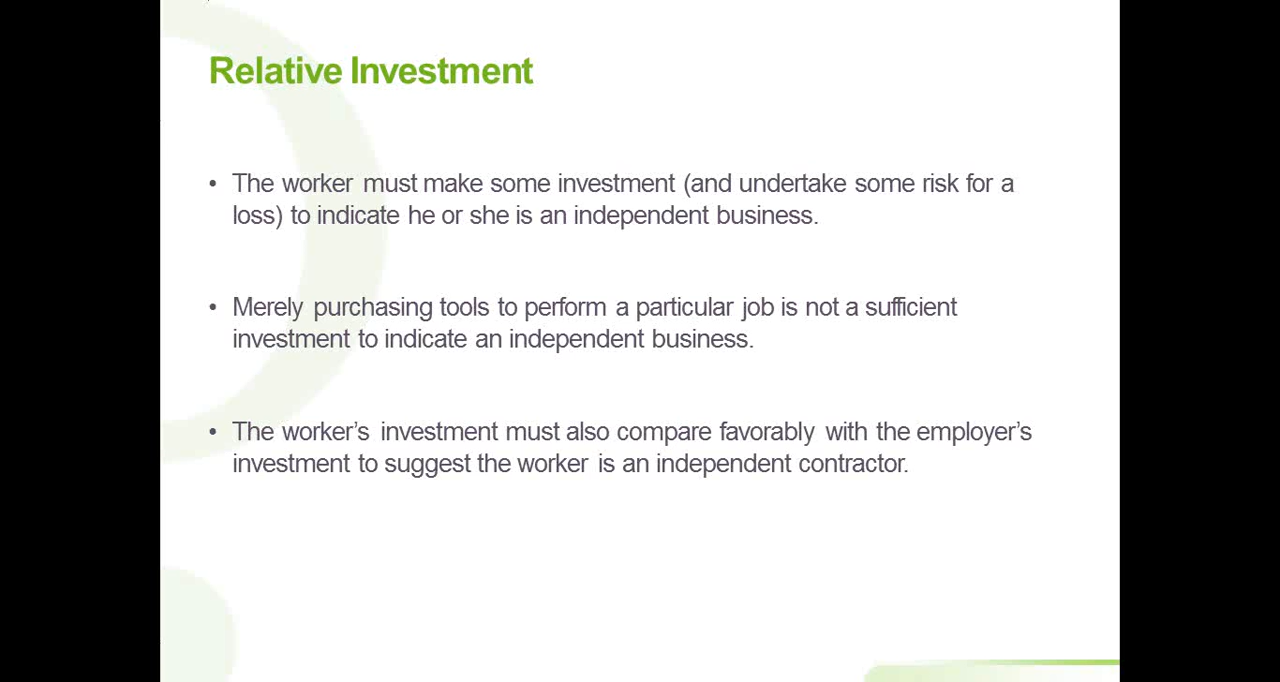 Relative Investment
• The worker must make some investment (and undertake some risk for a
loss) to indicate he or she is an independent business.
• Merely purchasing tools to perform a particular job is not a sufficient
investment to indicate an independent business.
• The worker’s investment must also compare favorably with the employer’s
investment to suggest the worker is an independent contractor.